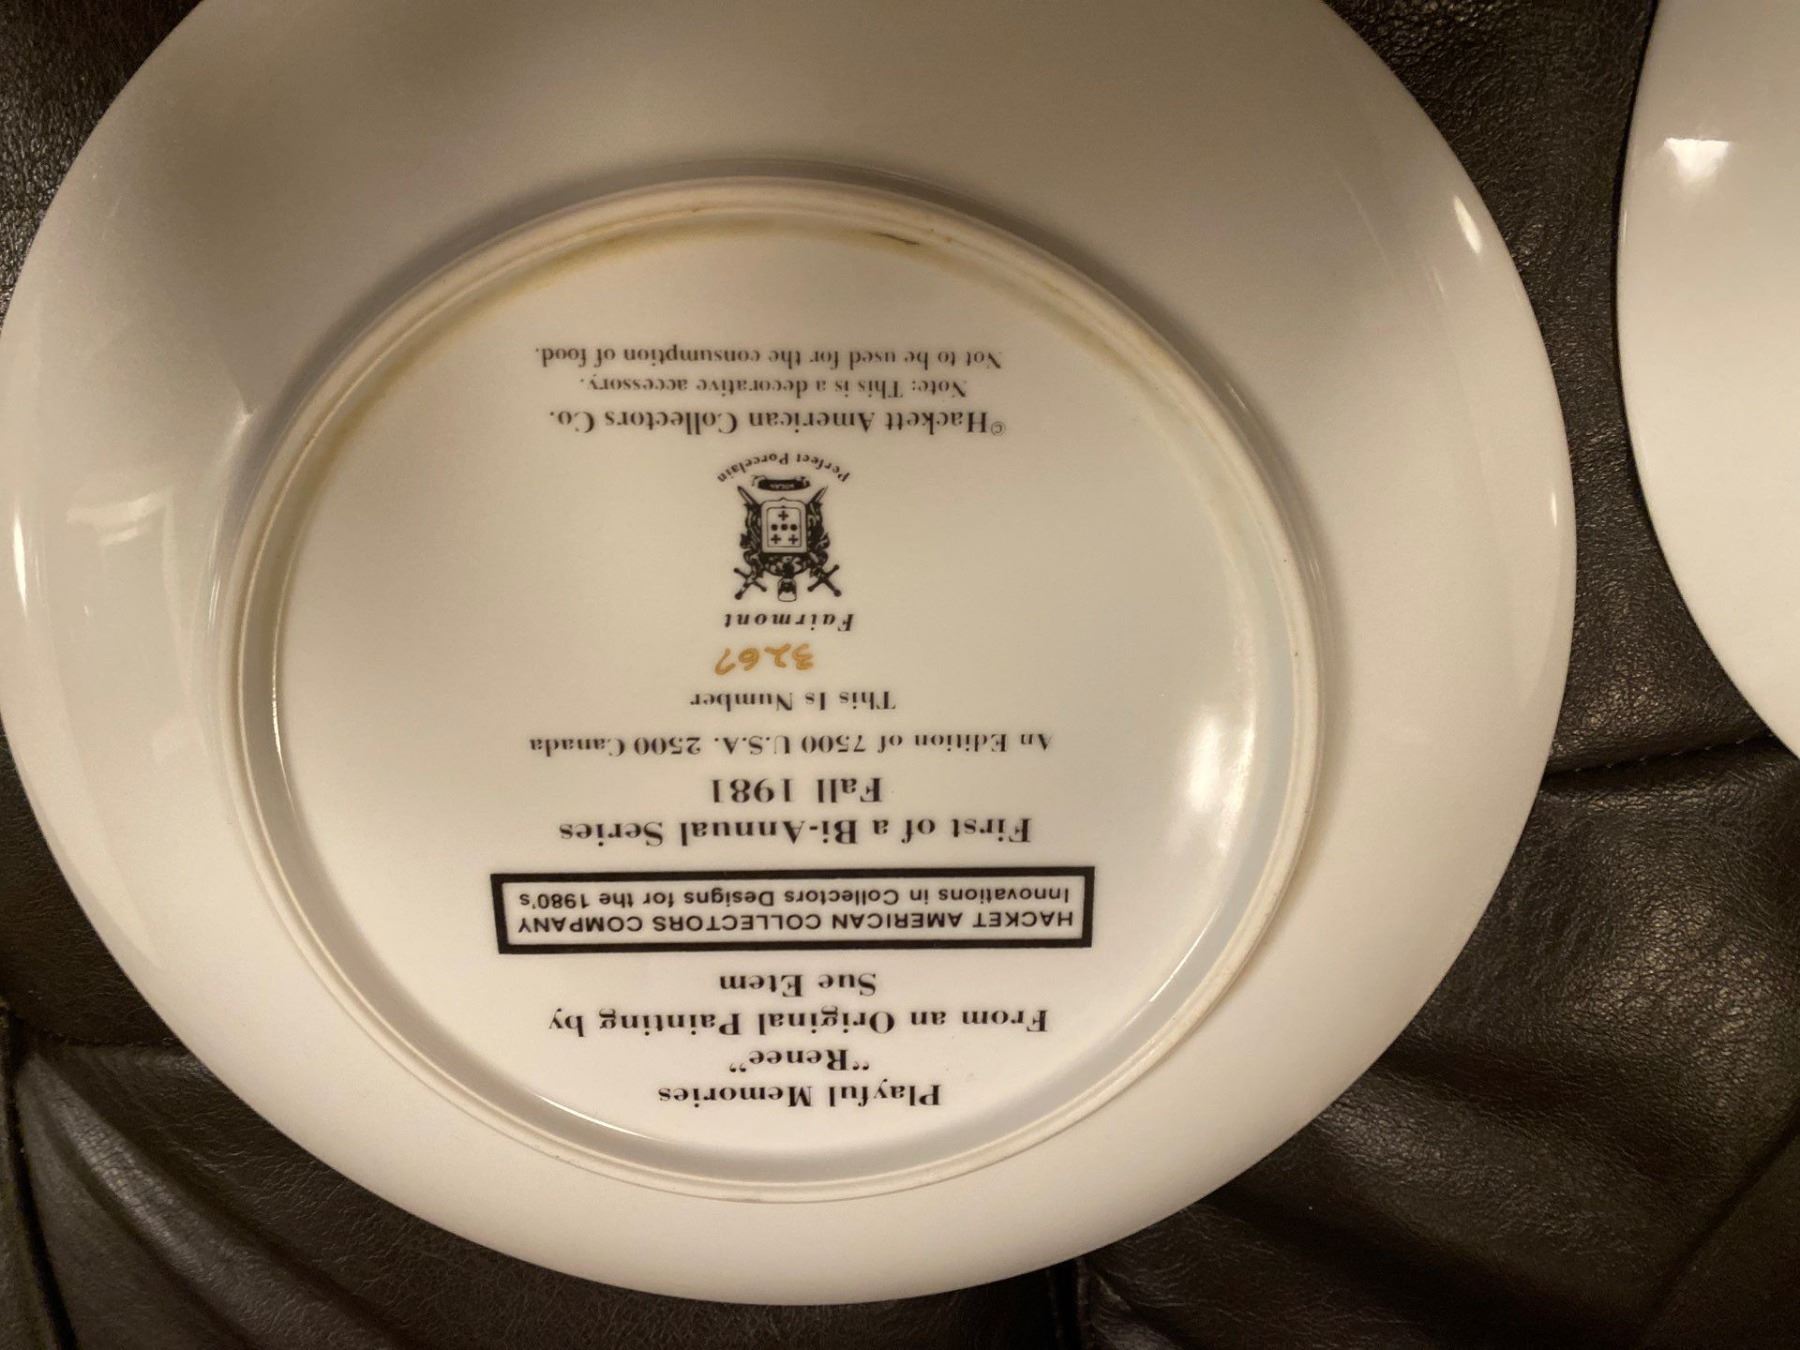 Playful Memories
"Renee"
From an Original Painting by
Sue Etem
HACKET AMERICAN COLLECTORS COMPANY
Innovations in Collectors Designs for the 1980's
First of a Bi-Annual Series
Fall 1981
An Edition of 7500 U.S.A. 2500 Canada
This Is Number
3267
Fairmont
Perfect Porcelain
©Hackett American Collectors Co.
Note: This is a decorative accessory.
Not to be used for the consumption of food.